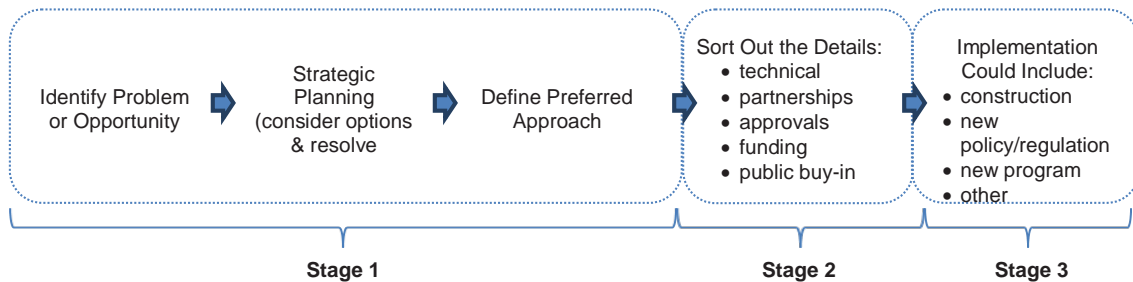 Identify Problem
or Opportunity
Strategic
Planning
(consider options
& resolve
Define Preferred
Approach
Sort Out the Details:
• technical
• partnerships
• approvals
• funding
• public buy-in
Implementation
Could Include:
• construction
• new
policy/regulation
• new program
• other
Stage 1
Stage 2
Stage 3